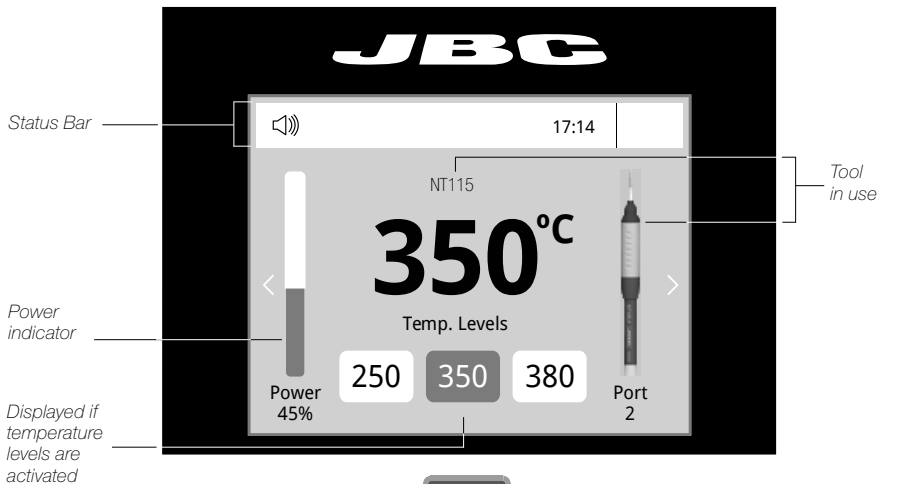 JBC
Status Bar
17:14
NT115
Tool
in use
350ºC
Power
indicator
Temp. Levels
250 350 380
Power
45%
Port
2
Displayed if
temperature
levels are
activated